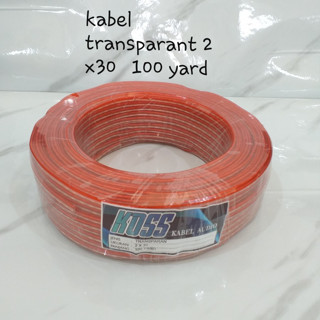 kabel
transparant 2
x30 100 yard
KOSS
KABEL AUDIO